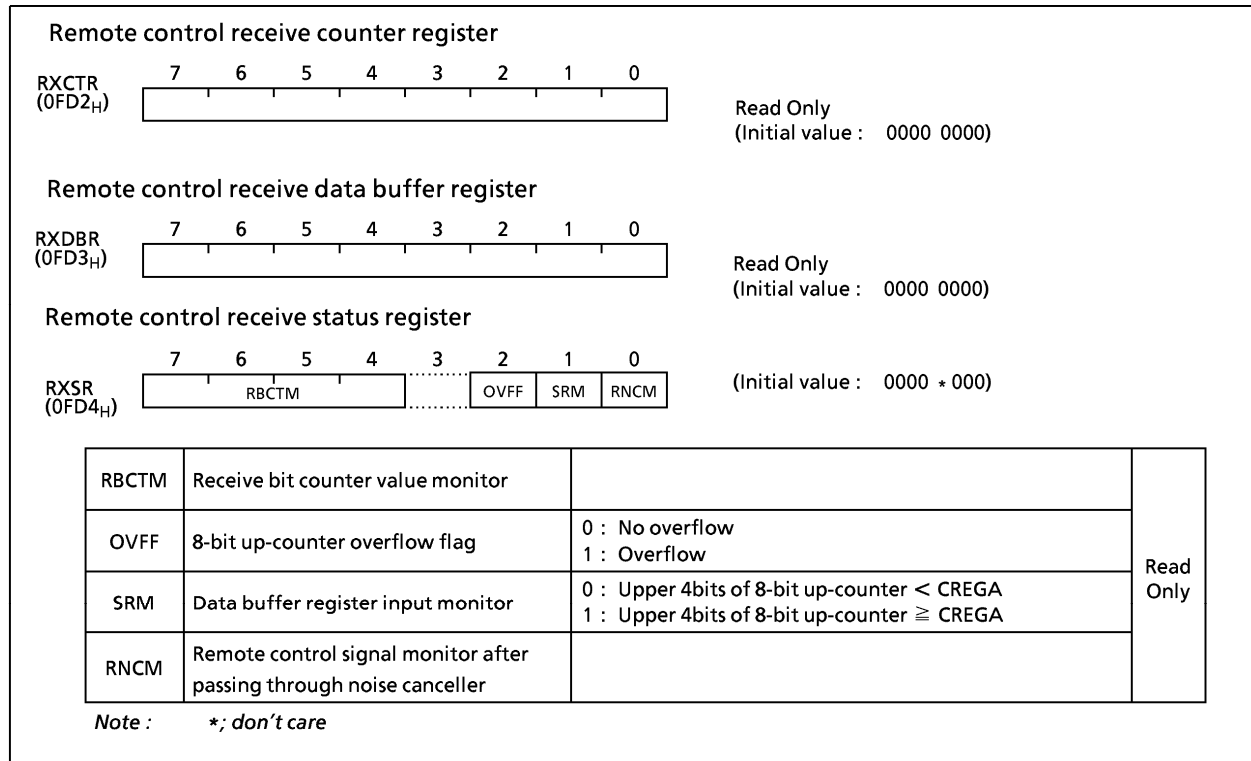 Remote control receive counter register
7 6 5 4 3 2 1 0
RXCTR
(0FD2H)
Read Only
(Initial value : 0000 0000)
Remote control receive data buffer register
7 6 5 4 3 2 1 0
RXDBR
(0FD3H)
Read Only
(Initial value : 0000 0000)
Remote control receive status register
7 6 5 4 3 2 1 0
RXSR
(0FD4H)
RBCTM OVFF SRM RNCM
(Initial value : 0000 * 000)
RBCTM Receive bit counter value monitor
OVFF 8-bit up-counter overflow flag
0 : No overflow
1 : Overflow
SRM Data buffer register input monitor
0 : Upper 4bits of 8-bit up-counter < CREGA
1 : Upper 4bits of 8-bit up-counter ≧ CREGA
RNCM
Remote control signal monitor after
passing through noise canceller
Read
Only
Note : *; don't care